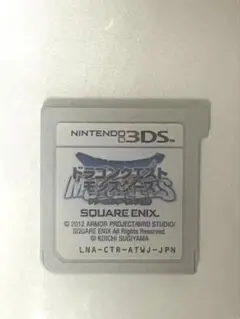 NINTENDO 3DS
ドラゴンクエスト
モンスターズ
SQUARE ENIX
© 2012 ARMOR PROJECT/BIRD STUDIO/
SQUARE ENIX All Rights Reserved
© KOICHI SUGIYAMA
LNA-CTR-ATWJ-JPN